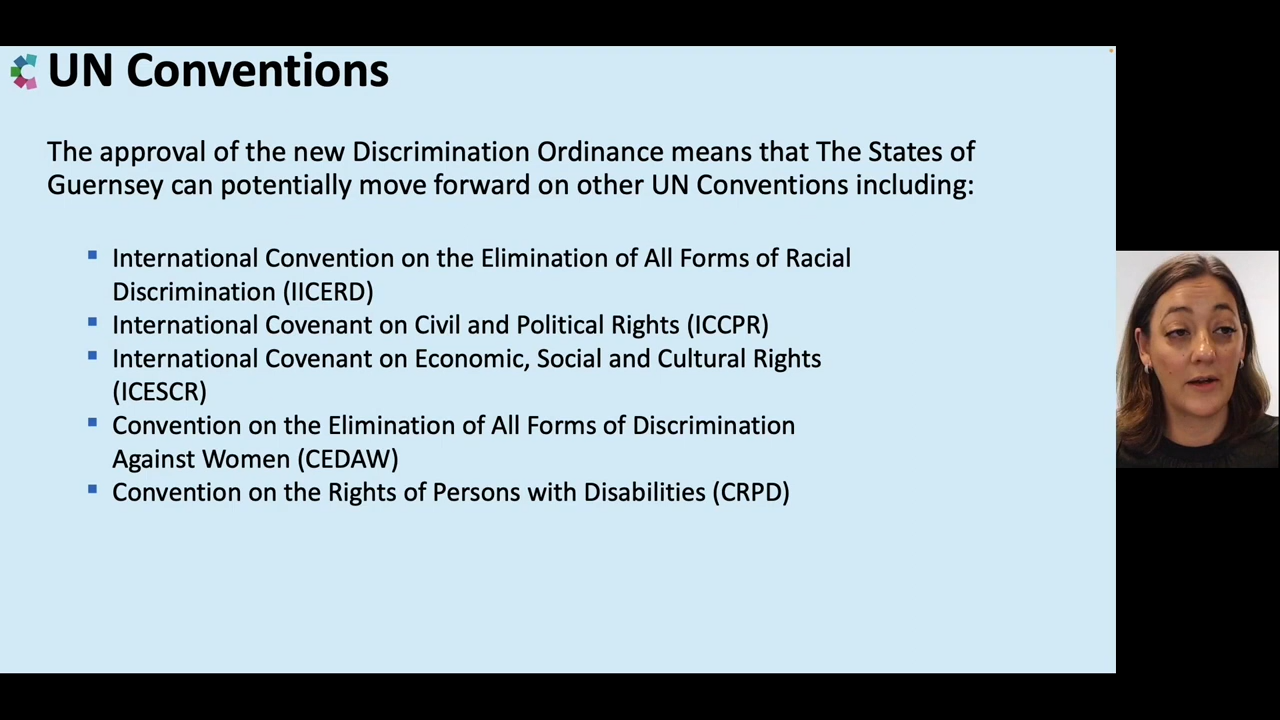 UN Conventions
The approval of the new Discrimination Ordinance means that The States of
Guernsey can potentially move forward on other UN Conventions including:
▪ International Convention on the Elimination of All Forms of Racial
Discrimination (IICERD)
▪ International Covenant on Civil and Political Rights (ICCPR)
▪ International Covenant on Economic, Social and Cultural Rights
(ICESCR)
▪ Convention on the Elimination of All Forms of Discrimination
Against Women (CEDAW)
▪ Convention on the Rights of Persons with Disabilities (CRPD)